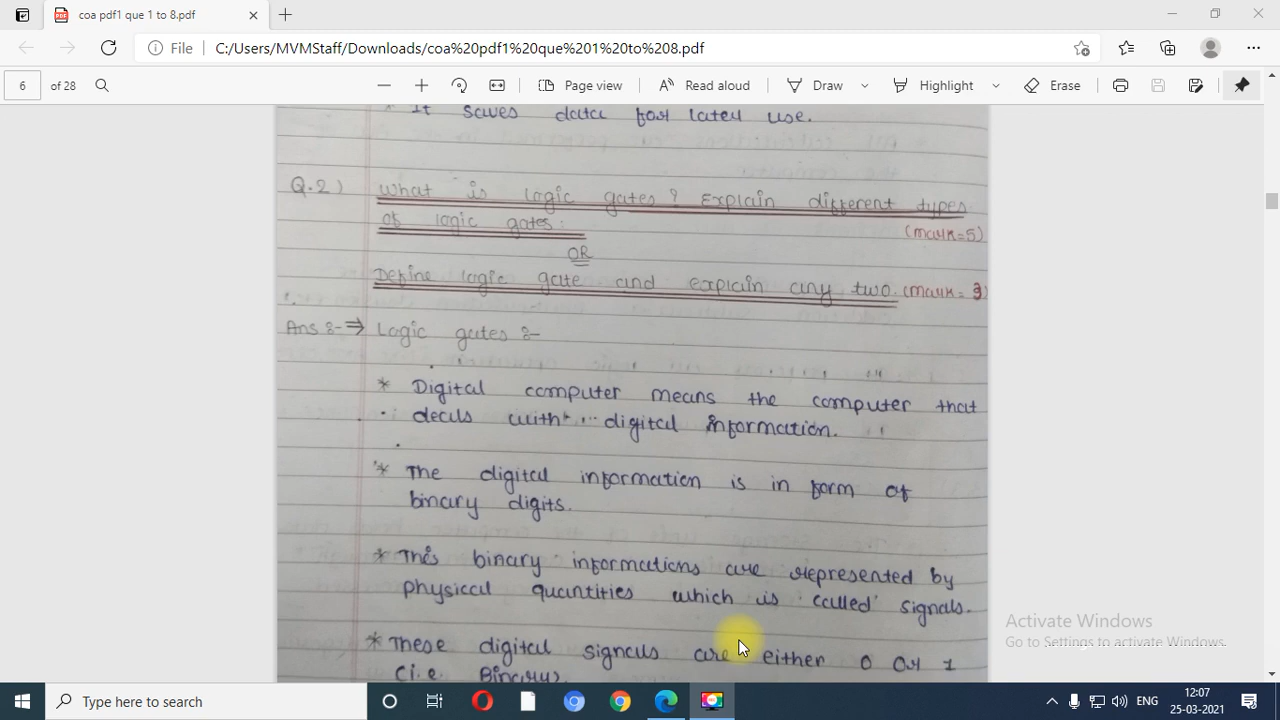 coa pdf1 que 1 to 8.pdf
File C:/Users/MVMStaff/Downloads/coa%20pdf1%20que%201%20to%208.pdf
6 of 28 Page view Read aloud Draw Highlight Erase
* It saves data for later use.
Q.2) What is logic gates? Explain different types
of logic gates. (mark=5)
OR
Define logic gate and explain any two. (mark = 3)
Ans :- ⇒ Logic gates :-
* Digital computer means the computer that
deals with digital information.
* The digital information is in form of
binary digits.
* This binary informations are represented by
physical quantities which is called signals.
* These digital signals are either 0 or 1
(i.e. Binary).
Activate Windows
Go to Settings to activate Windows.
Type here to search
ENG
12:07
25-03-2021